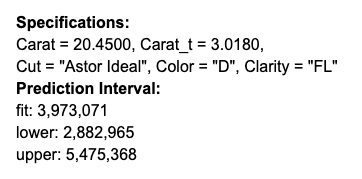 Specifications:
Carat = 20.4500, Carat_t = 3.0180,
Cut = "Astor Ideal", Color = "D", Clarity = "FL"
Prediction Interval:
fit: 3,973,071
lower: 2,882,965
upper: 5,475,368